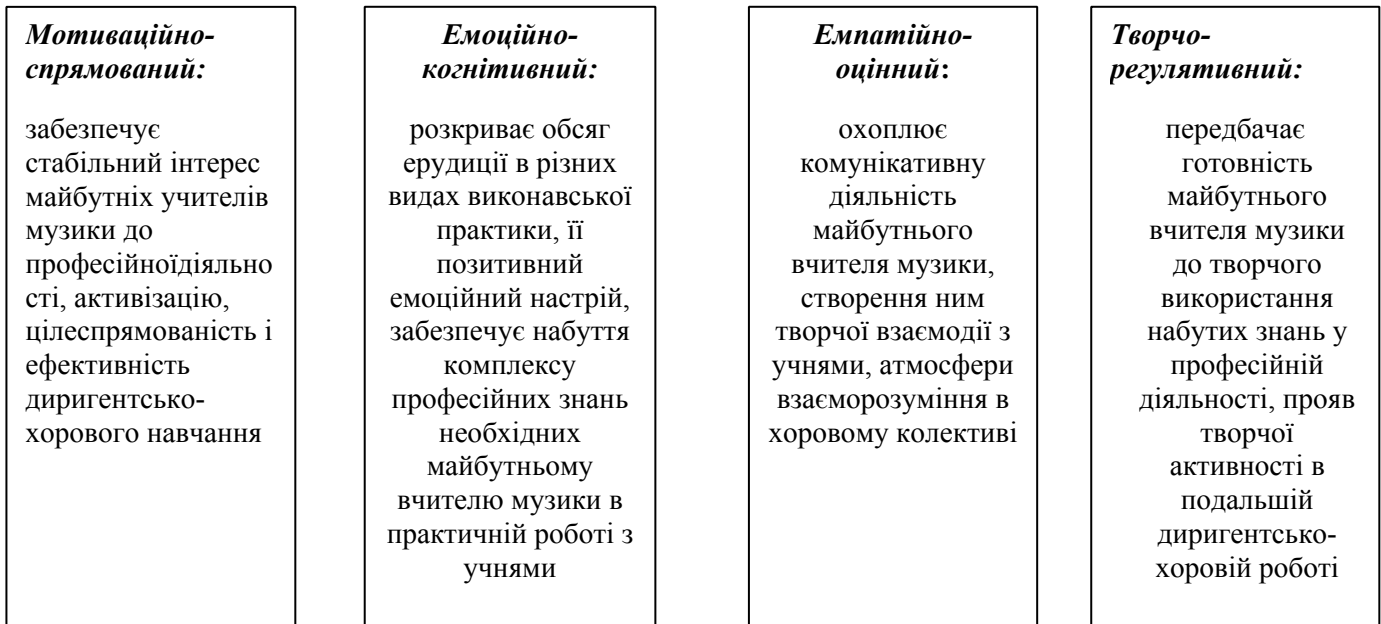 Мотиваційно-
спрямований:
забезпечує
стабільний інтерес
майбутніх учителів
музики до
професійноїдіяльно
сті, активізацію,
цілеспрямованість і
ефективність
диригентсько-
хорового навчання
Емоційно-
когнітивний:
розкриває обсяг
ерудиції в різних
видах виконавської
практики, її
позитивний
емоційний настрій,
забезпечує набуття
комплексу
професійних знань
необхідних
майбутньому
вчителю музики в
практичній роботі з
учнями
Емпатійно-
оцінний:
охоплює
комунікативну
діяльність
майбутнього
вчителя музики,
створення ним
творчої взаємодії з
учнями, атмосфери
взаєморозуміння в
хоровому колективі
Творчо-
регулятивний:
передбачає
готовність
майбутнього
вчителя музики
до творчого
використання
набутих знань у
професійній
діяльності, прояв
творчої
активності в
подальшій
диригентсько-
хоровій роботі